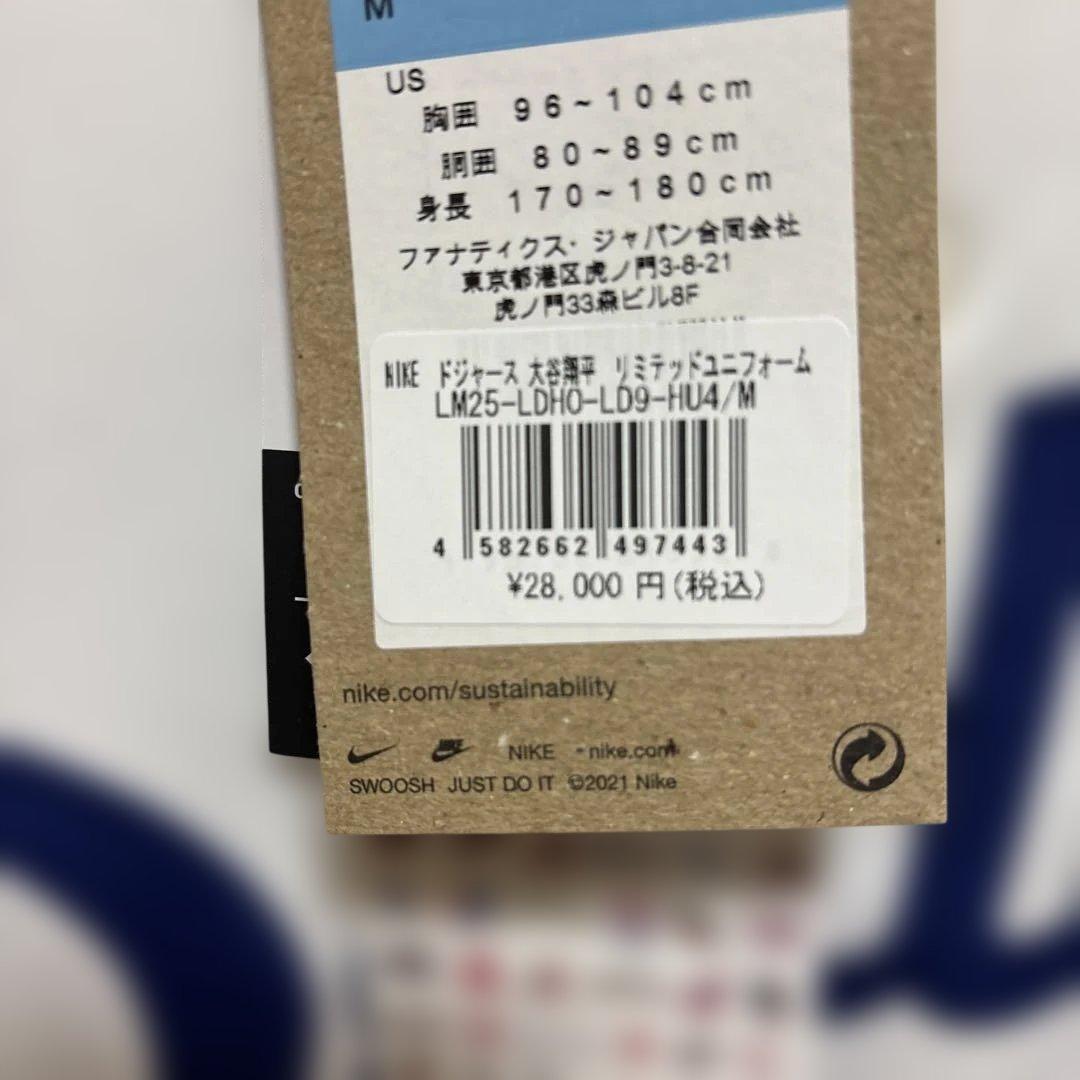 M
US
胸囲 96~104cm
胴囲 80~89cm
身長 170~180cm
ファナティクス・ジャパン合同会社
東京都港区虎ノ門3-8-21
虎ノ門33森ビル8F
NIKE ドジャース 大谷翔平 リミテッドユニフォーム
LM25-LDHO-LD9-HU4/M
4 582662 497443
¥28,000 円(税込)
nike.com/sustainability
NIKE nike.com
SWOOSH JUST DO IT ©2021 Nike